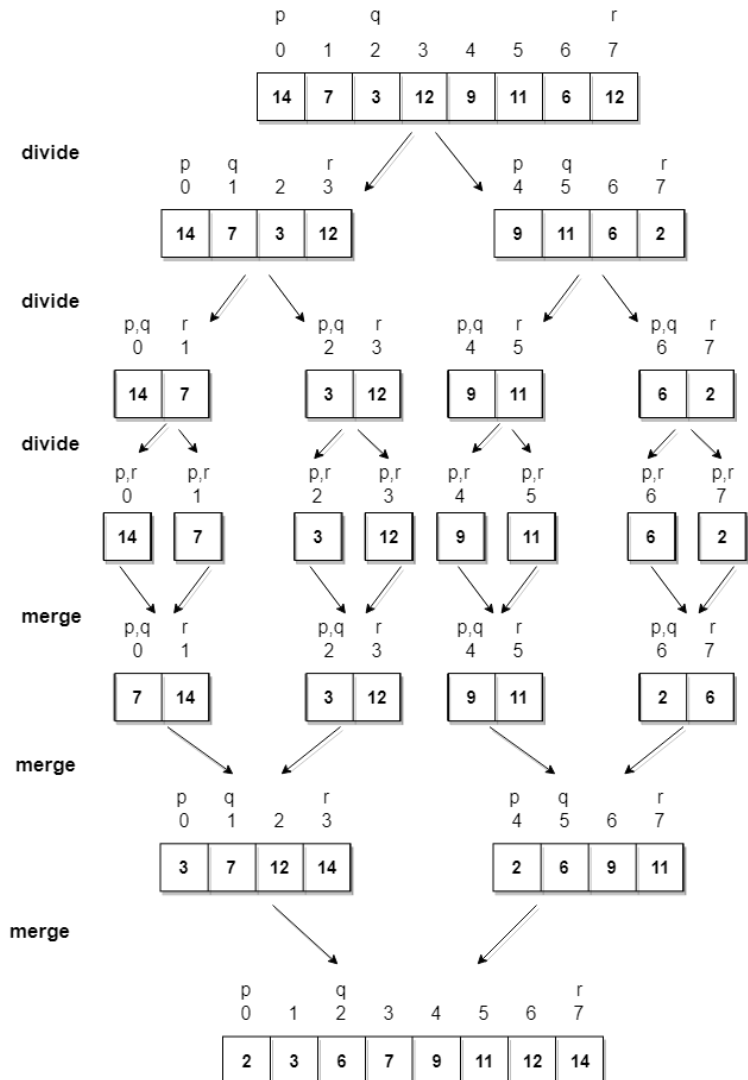 p q r
0 1 2 3 4 5 6 7
14 7 3 12 9 11 6 12
divide
p q r p q r
0 1 2 3 4 5 6 7
14 7 3 12 9 11 6 2
divide
p,q r p,q r p,q r p,q r
0 1 2 3 4 5 6 7
14 7 3 12 9 11 6 2
divide
p,r p,r p,r p,r p,r p,r p,r p,r
0 1 2 3 4 5 6 7
14 7 3 12 9 11 6 2
merge
p,q r p,q r p,q r p,q r
0 1 2 3 4 5 6 7
7 14 3 12 9 11 2 6
merge
p q r p q r
0 1 2 3 4 5 6 7
3 7 12 14 2 6 9 11
merge
p q r
0 1 2 3 4 5 6 7
2 3 6 7 9 11 12 14